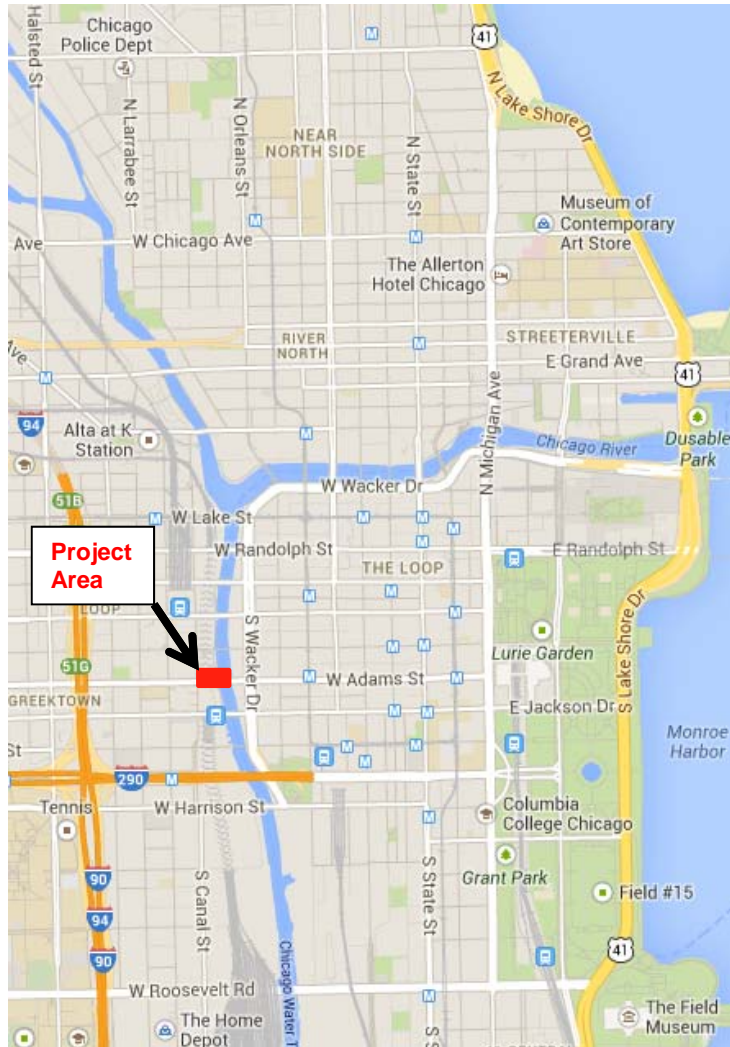 Halsted St
Chicago
Police Dept
N Larrabee St
N Orleans St
M
41
N Lake Shore Dr
NEAR
NORTH SIDE
N State St
Museum of
Contemporary
Art Store
M
Ave
W Chicago Ave
M
The Allerton
Hotel Chicago
RIVER
NORTH
M
STREETERVILLE
Ave
E Grand Ave
M
41
94
Alta at K
Station
M
N Michigan Ave
Chicago River
Dusable
Park
51B
W Wacker Dr
M
W Lake St
M
M
M
W Randolph St
M
E Randolph St
Project
Area
THE LOOP
LOOP
M
M
S Wacker Dr
M
M
Lurie Garden
S Lake Shore Dr
51G
M
W Adams St
M
GREEKTOWN
M
M
E Jackson Dr
Monroe
Harbor
St
M
M
M
290
M
Tennis
W Harrison St
M
Columbia
College Chicago
90
S Canal St
S State St
Grant Park
Field #15
94
90
41
Chicago Water T
W Roosevelt Rd
M
The Home
Depot
S S
The Field
Museum